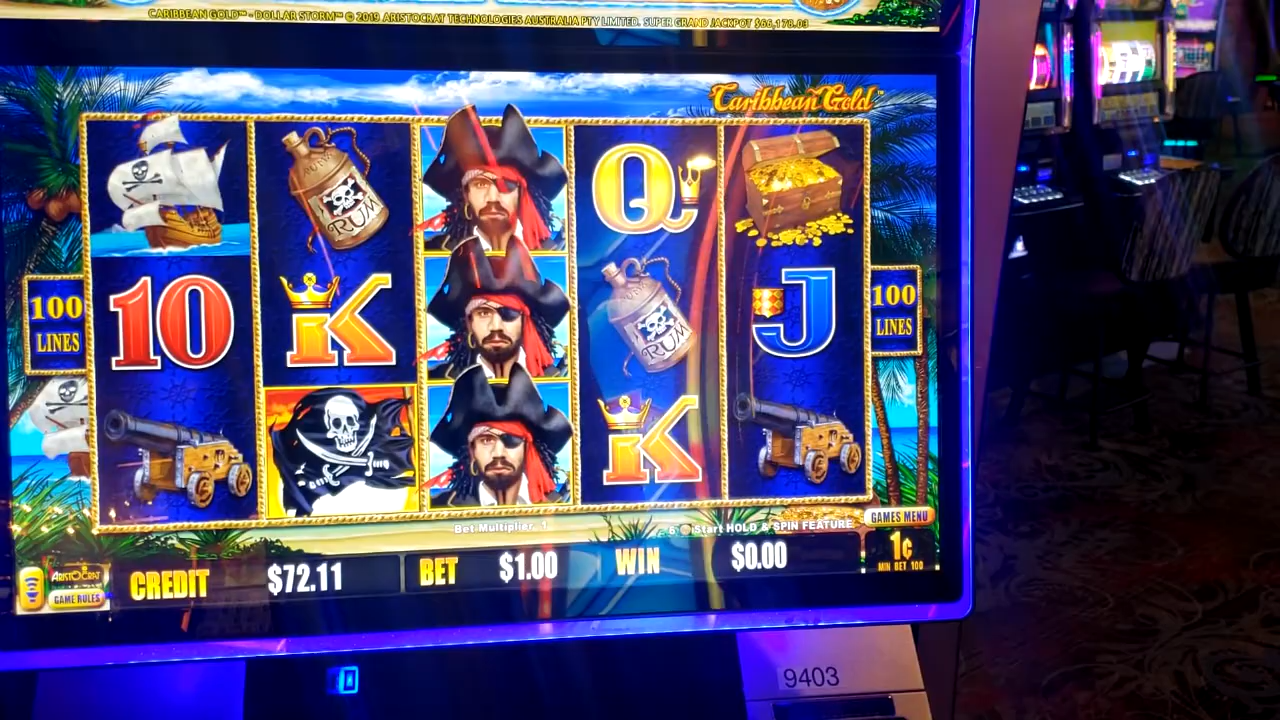 CARIBBEAN GOLD™ - DOLLAR STORM™ © 2019 ARISTOCRAT TECHNOLOGIES AUSTRALIA PTY LIMITED. SUPER GRAND JACKPOT $66,178.03
Caribbean Gold™
Q
RUM
100
LINES
10
K
J
100
LINES
RUM
K
Bet Multiplier 1
6 Start HOLD & SPIN FEATURE
GAMES MENU
ARISTOCRAT
GAME RULES
CREDIT $72.11 BET $1.00 WIN $0.00
1¢
MIN BET 100
9403